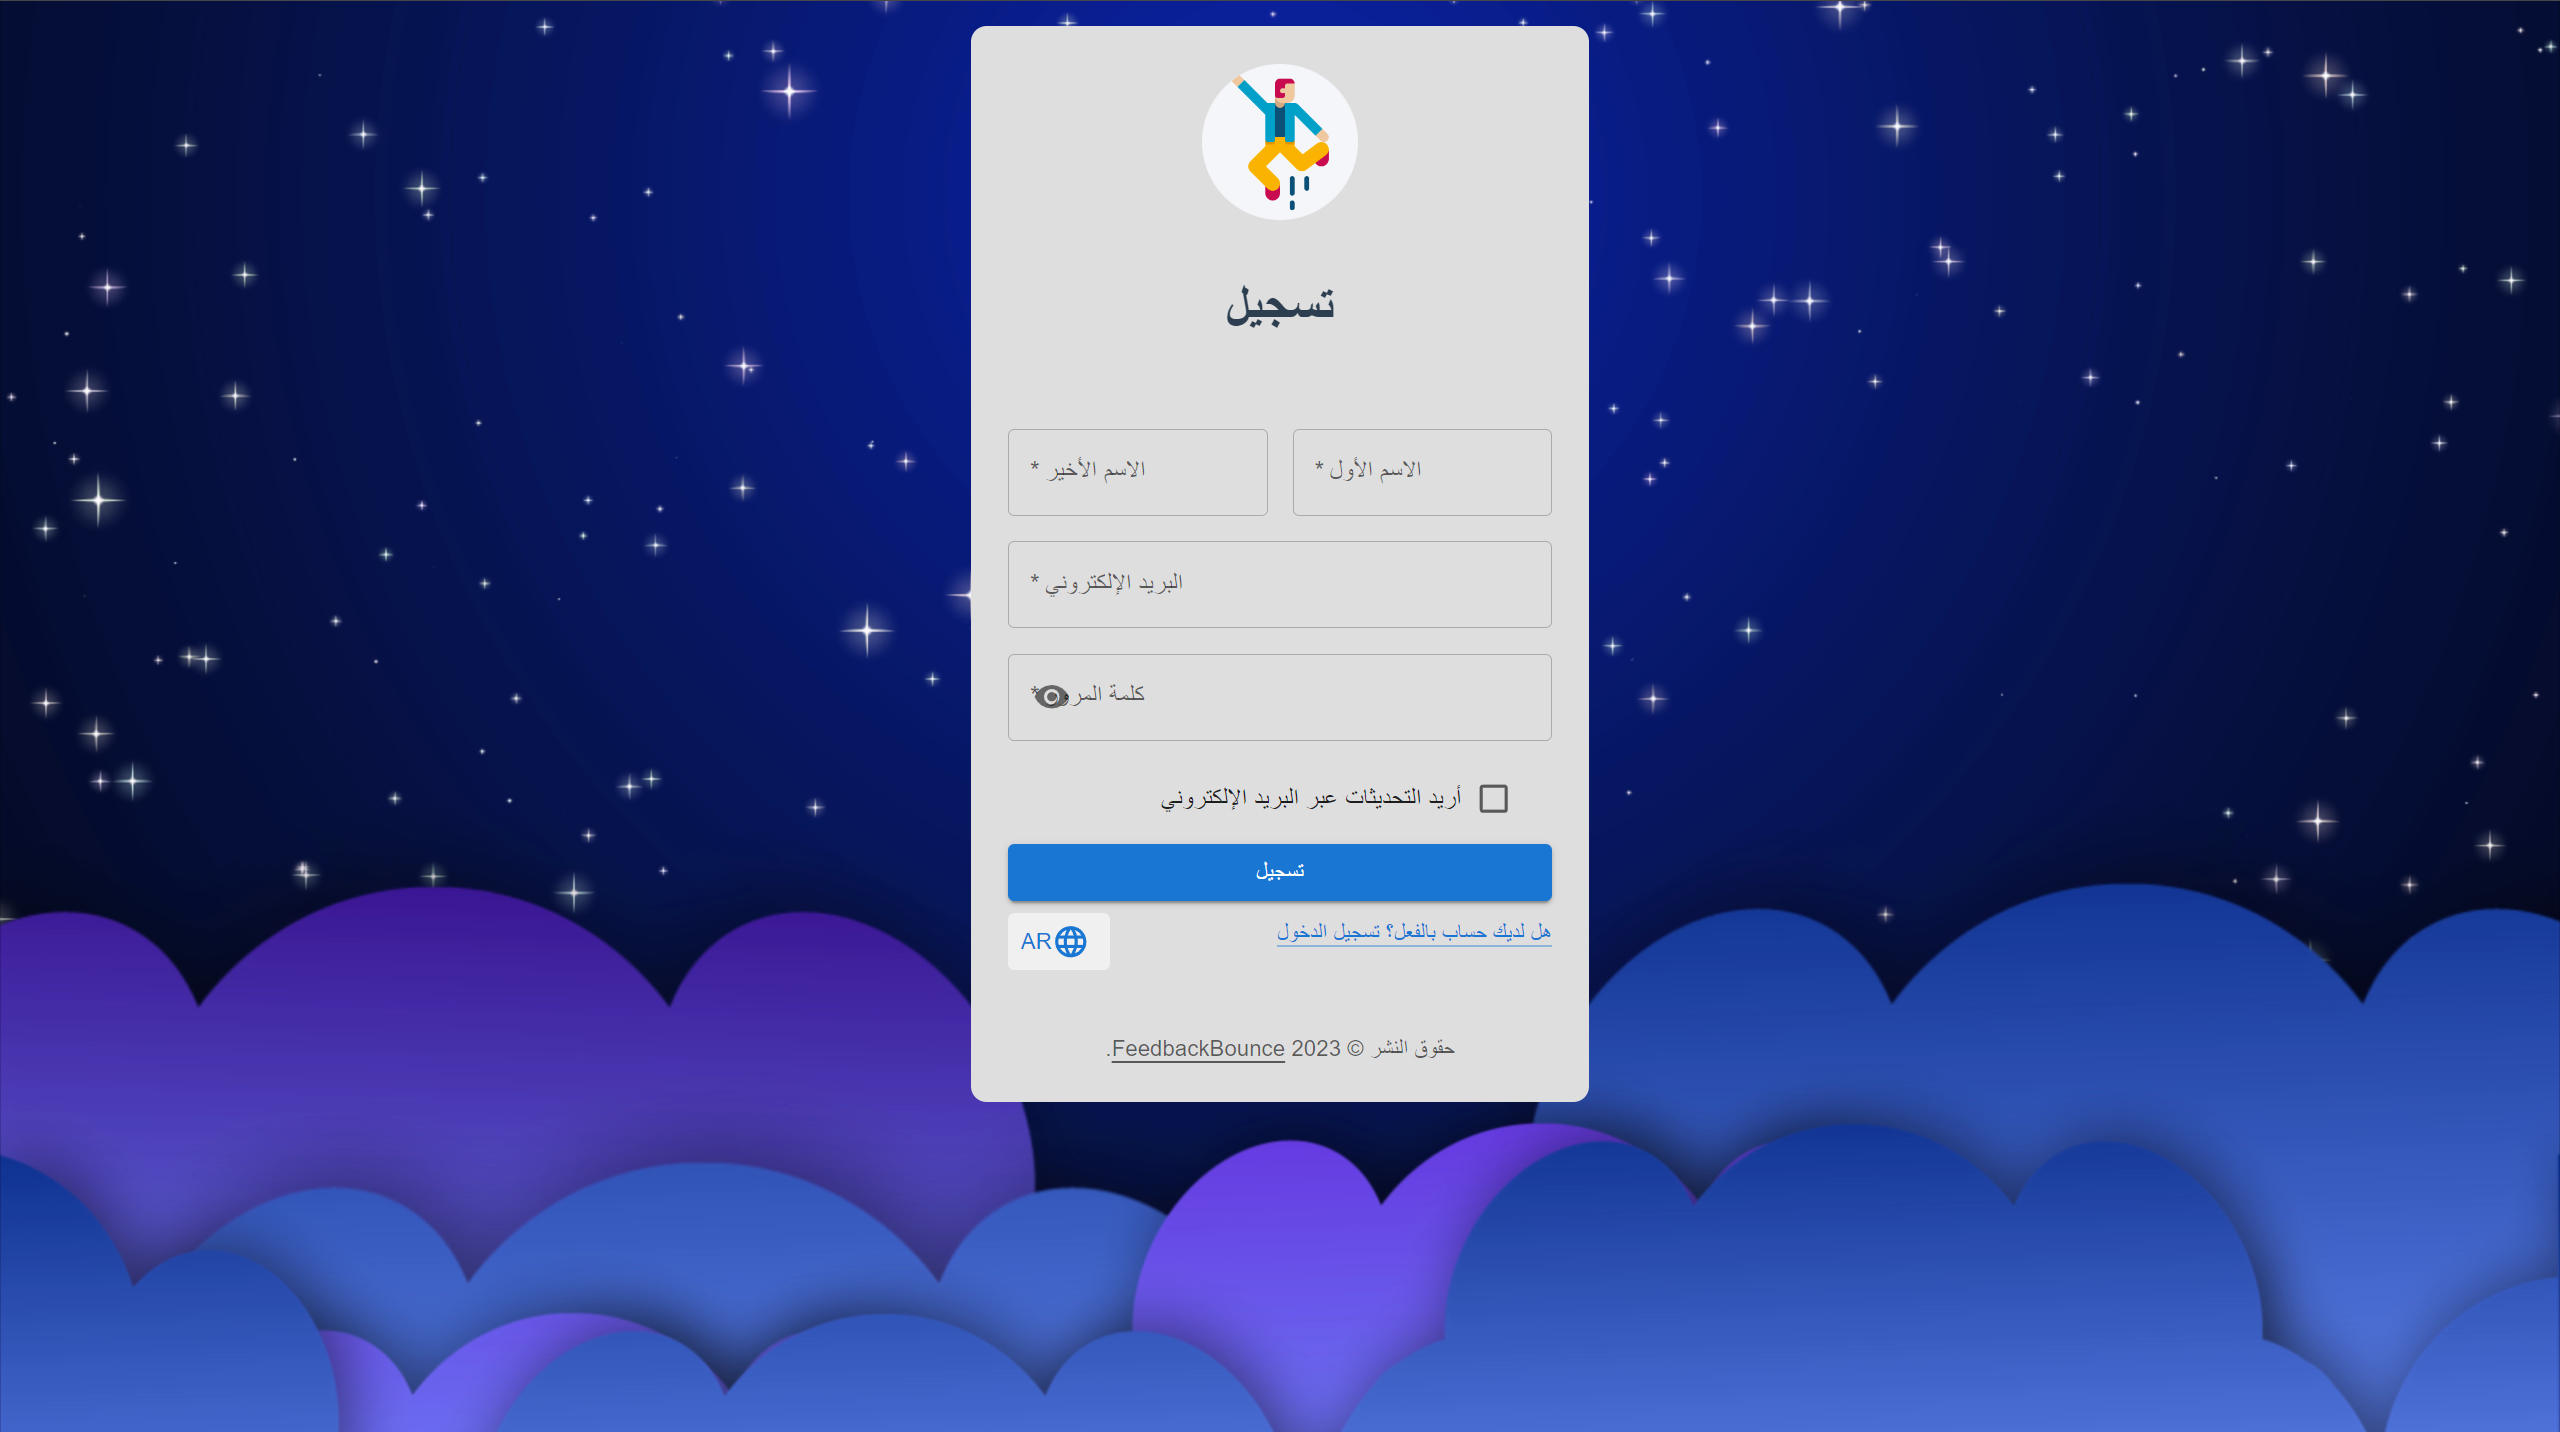 تسجيل
الاسم الأول *
الاسم الأخير *
البريد الإلكتروني *
كلمة المرور *
أريد التحديثات عبر البريد الإلكتروني
تسجيل
هل لديك حساب بالفعل؟ تسجيل الدخول
AR
حقوق النشر © 2023 FeedbackBounce.